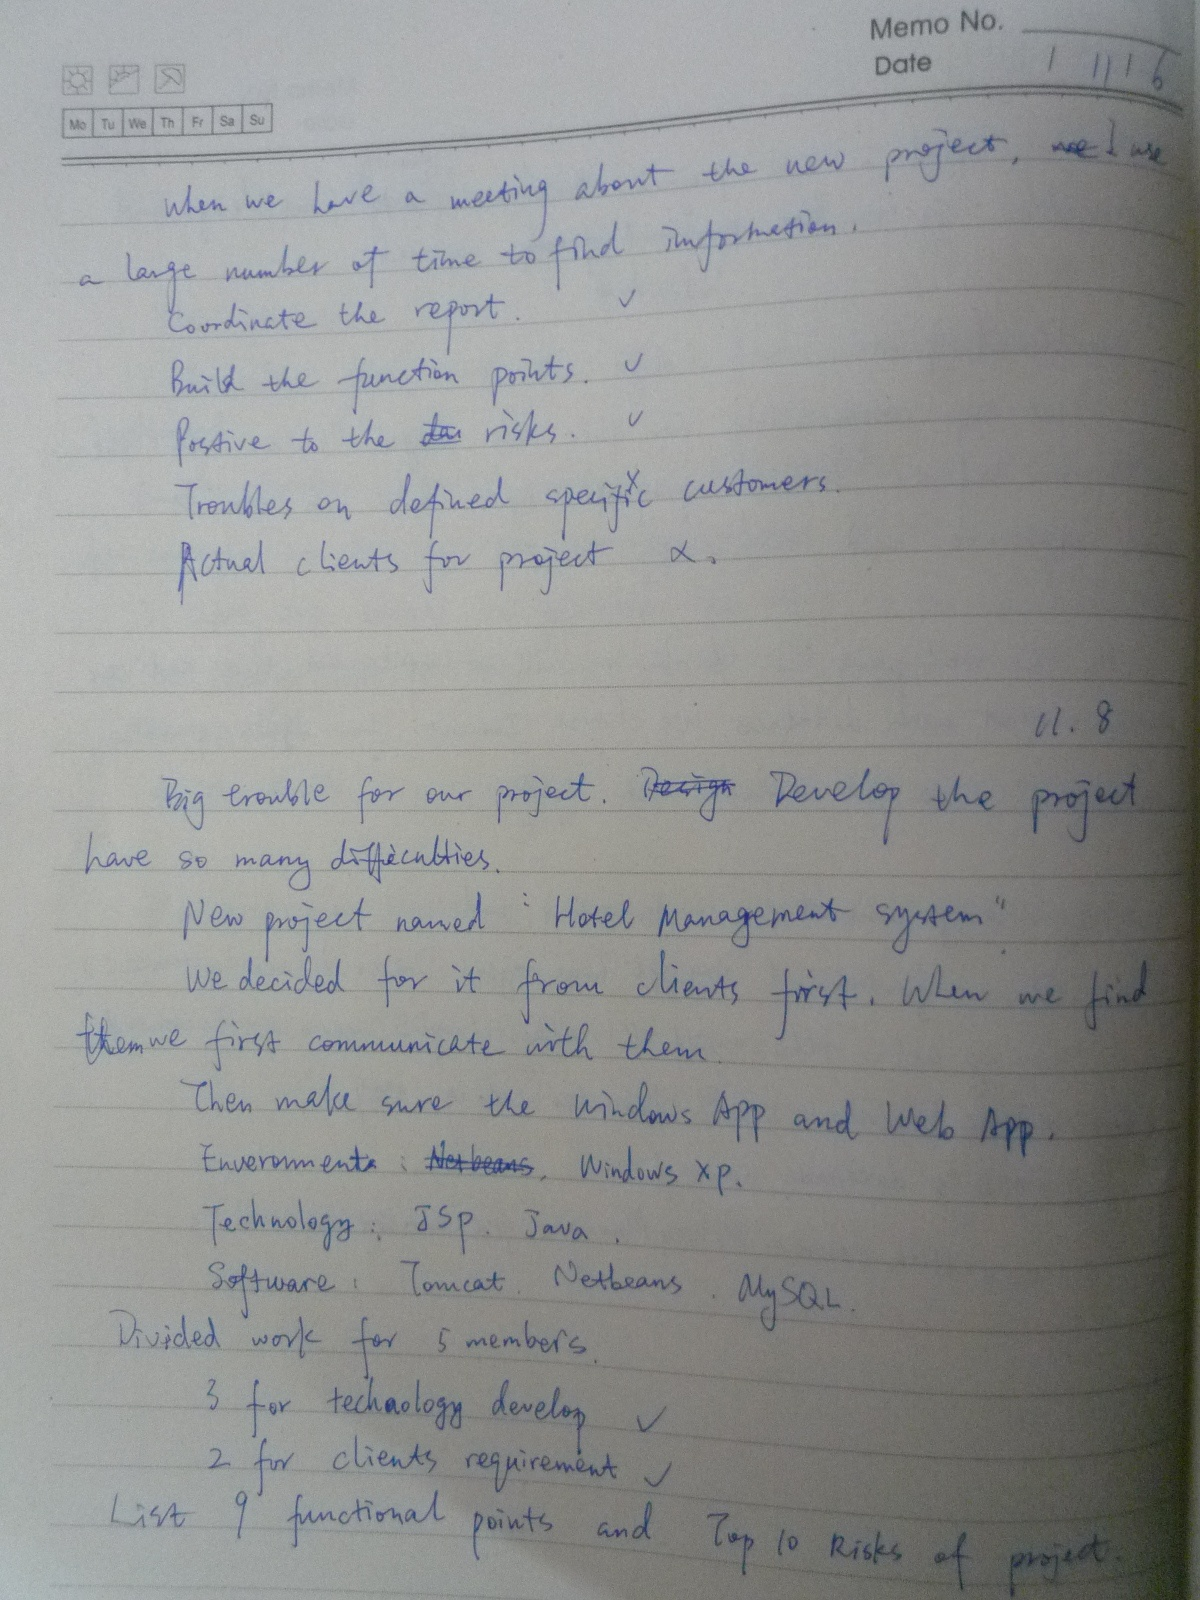 Memo No.
Date 1 11 1 6
Mo Tu We Th Fr Sa Su
When we have a meeting about the new project, we I use
a large number of time to find information.
Coordinate the report. ✓
Build the function points. ✓
Postive to the risks. ✓
Troubles on defined specific customers. x
Actual clients for project x.
11.8
Big trouble for our project. Design Develop the project
have so many difficulties.
New project named "Hotel Management system"
We decided for it from clients first. When we find
them we first communicate with them.
Then make sure the Windows App and Web App.
Enveronments: Netbeans, Windows xp.
Technology: JSP. Java.
Software: Tomcat. Netbeans. MySQL.
Divided work for 5 members.
3 for technology develop ✓
2 for clients requirement ✓
List 9 functional points and Top 10 Risks of project.